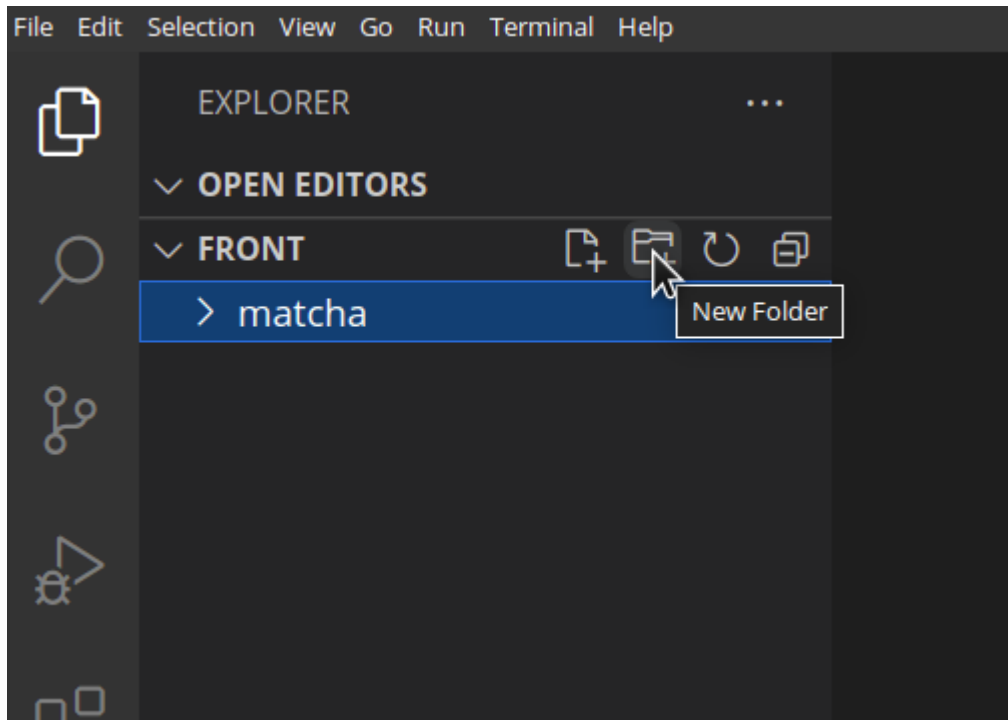 File Edit Selection View Go Run Terminal Help
EXPLORER
OPEN EDITORS
FRONT
matcha
New Folder